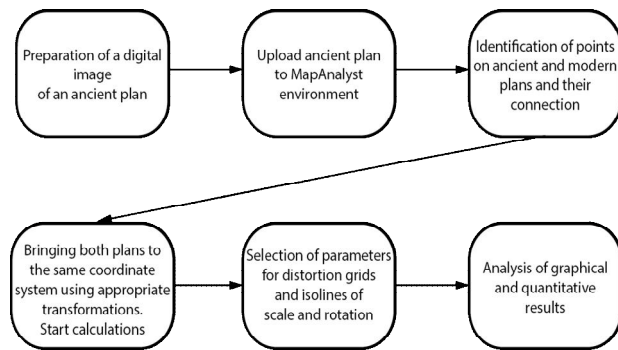 Preparation of a digital
image
of an ancient plan
Upload ancient plan
to MapAnalyst
environment
Identification of points
on ancient and modern
plans and their
connection
Bringing both plans to
the same coordinate
system using appropriate
transformations.
Start calculations
Selection of parameters
for distortion grids
and isolines of
scale and rotation
Analysis of graphical
and quantitative
results